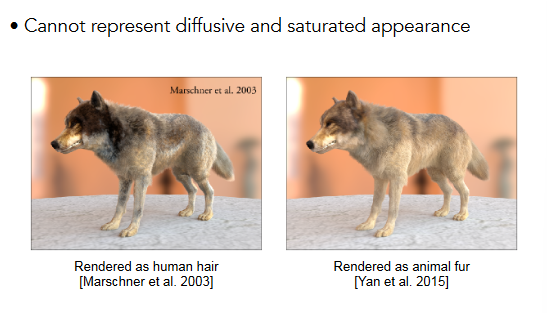 • Cannot represent diffusive and saturated appearance
Marschner et al. 2003
Rendered as human hair
[Marschner et al. 2003]
Rendered as animal fur
[Yan et al. 2015]